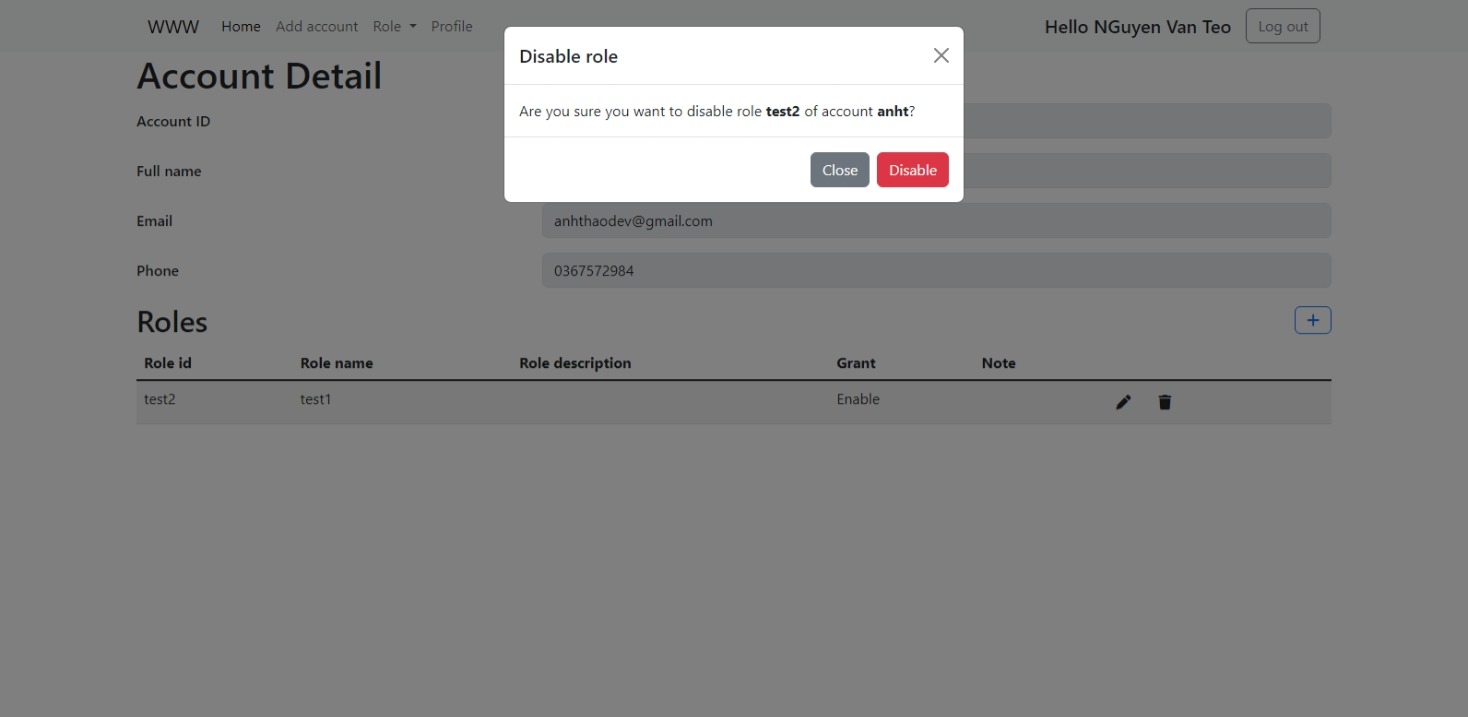 WWW Home Add account Role Profile Hello NGuyen Van Teo Log out
Disable role
Are you sure you want to disable role test2 of account anht?
Close Disable
Account Detail
Account ID
Full name
Email anhthaodev@gmail.com
Phone 0367572984
Roles +
Role id Role name Role description Grant Note
test2 test1 Enable